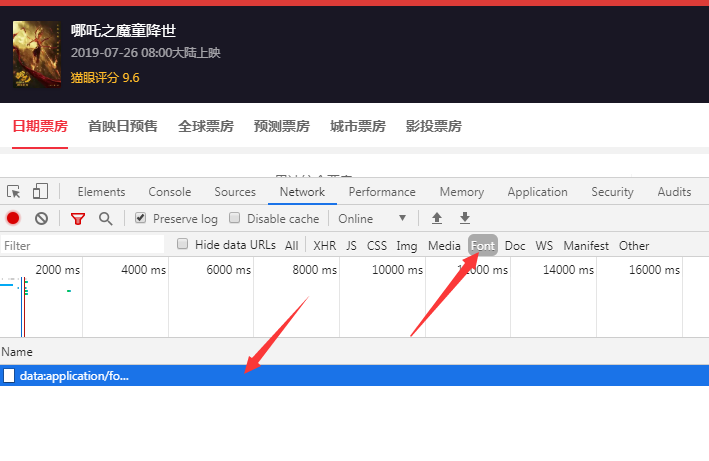 哪吒之魔童降世
2019-07-26 08:00大陆上映
猫眼评分 9.6
日期票房 首映日预售 全球票房 预测票房 城市票房 影投票房
Elements Console Sources Network Performance Memory Application Security Audits
Preserve log Disable cache Online
Filter Hide data URLs All XHR JS CSS Img Media Font Doc WS Manifest Other
2000 ms 4000 ms 6000 ms 8000 ms 10000 ms 12000 ms 14000 ms 16000 ms
Name
data:application/fo...